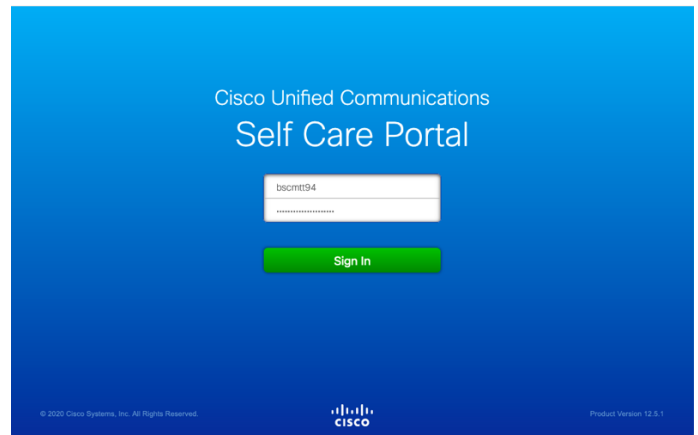 Cisco Unified Communications
Self Care Portal
bscmtt94
Sign In
© 2020 Cisco Systems, Inc. All Rights Reserved.
CISCO
Product Version 12.5.1